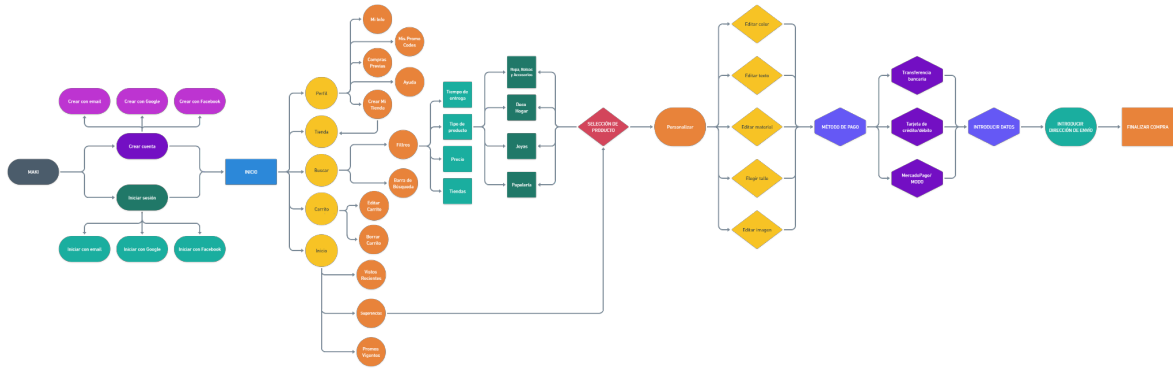 MAKI
Crear con email
Crear con Google
Crear con Facebook
Crear cuenta
Iniciar sesión
Iniciar con email
Iniciar con Google
Iniciar con Facebook
INICIO
Perfil
Tienda
Buscar
Carrito
Inicio
Mi Info
Mis Promo
Codes
Compras
Previas
Ayuda
Crear Mi
Tienda
Filtros
Barra de
Búsqueda
Editar
Carrito
Borrar
Carrito
Vistos
Recientes
Sugerencias
Promos
Vigentes
Tiempo de
entrega
Tipo de
producto
Precio
Tiendas
Ropa, Bolsos
y Accesorios
Deco
Hogar
Joyas
Papelería
SELECCIÓN DE
PRODUCTO
Personalizar
Editar color
Editar texto
Editar material
Elegir talle
Editar imagen
MÉTODO DE PAGO
Transferencia
bancaria
Tarjeta de
crédito/débito
MercadoPago/
MODO
INTRODUCIR DATOS
INTRODUCIR
DIRECCIÓN DE ENVÍO
FINALIZAR COMPRA